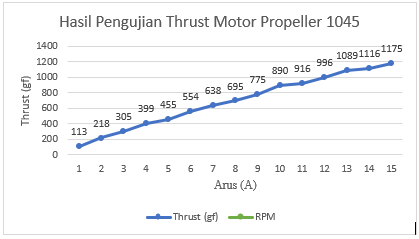 Hasil Pengujian Thrust Motor Propeller 1045
Thrust (gf)
1400
1200
1000
800
600
400
200
0
113 218 305 399 455 554 638 695 775 890 916 996 1089 1116 1175
1 2 3 4 5 6 7 8 9 10 11 12 13 14 15
Arus (A)
Thrust (gf) RPM